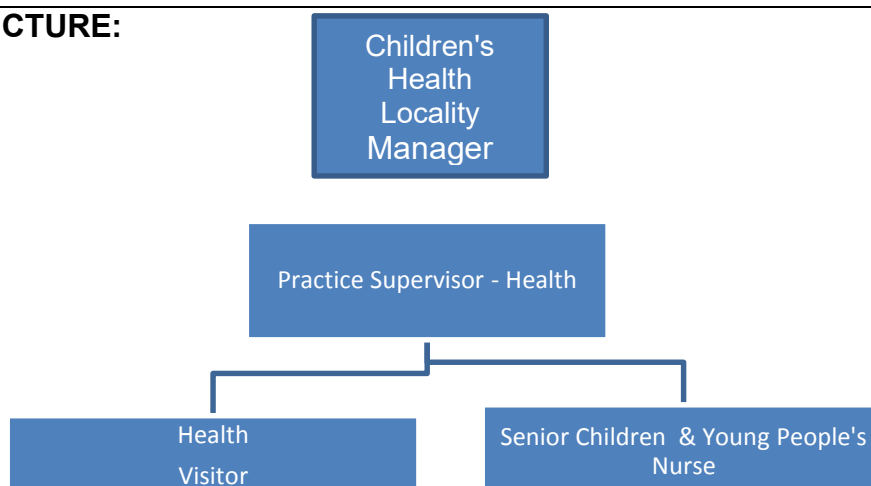 CTURE:
Children's
Health
Locality
Manager
Practice Supervisor - Health
Health
Visitor
Senior Children & Young People's
Nurse